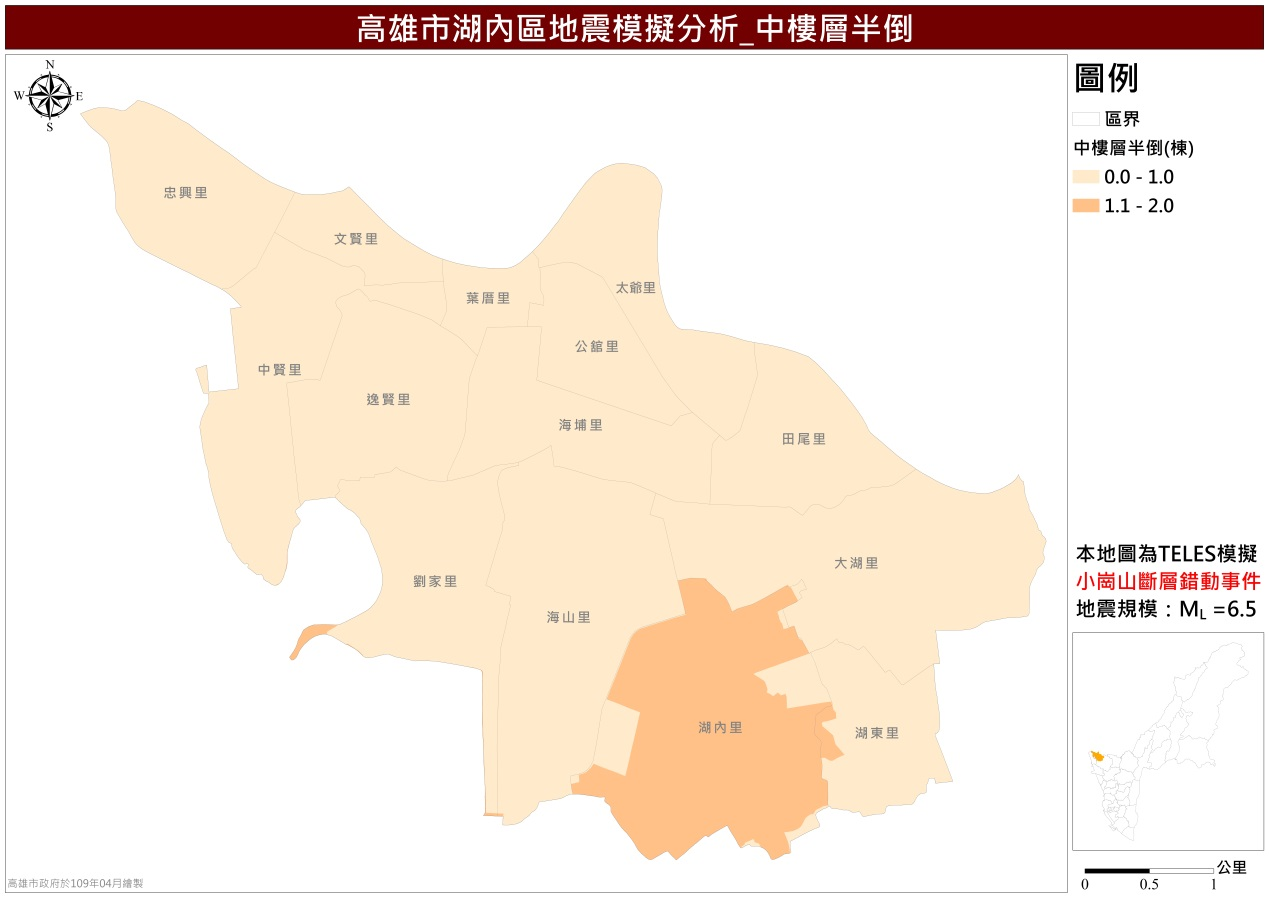 高雄市湖內區地震模擬分析_中樓層半倒
N
W
E
S
圖例
區界
中樓層半倒(棟)
0.0 - 1.0
1.1 - 2.0
忠興里
文賢里
葉厝里
太爺里
公舘里
中賢里
逸賢里
海埔里
田尾里
大湖里
劉家里
海山里
湖內里
湖東里
本地圖為TELES模擬
小崗山斷層錯動事件
地震規模：ML =6.5
公里
0 0.5 1
高雄市政府於109年04月繪製